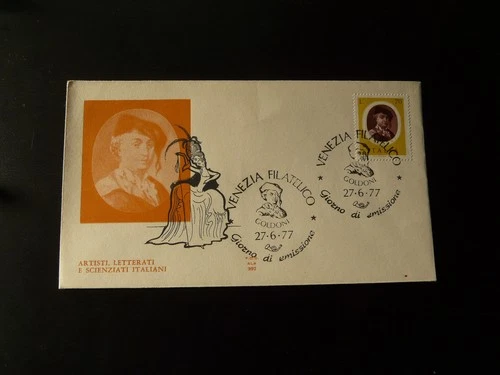 VENEZIA FILATELICO
GOLDONI
27-6-77
Giorno di emissione
VENEZIA FILATELICO
GOLDONI
27-6-77
Giorno di emissione
ARTISTI, LETTERATI
E SCIENZIATI ITALIANI